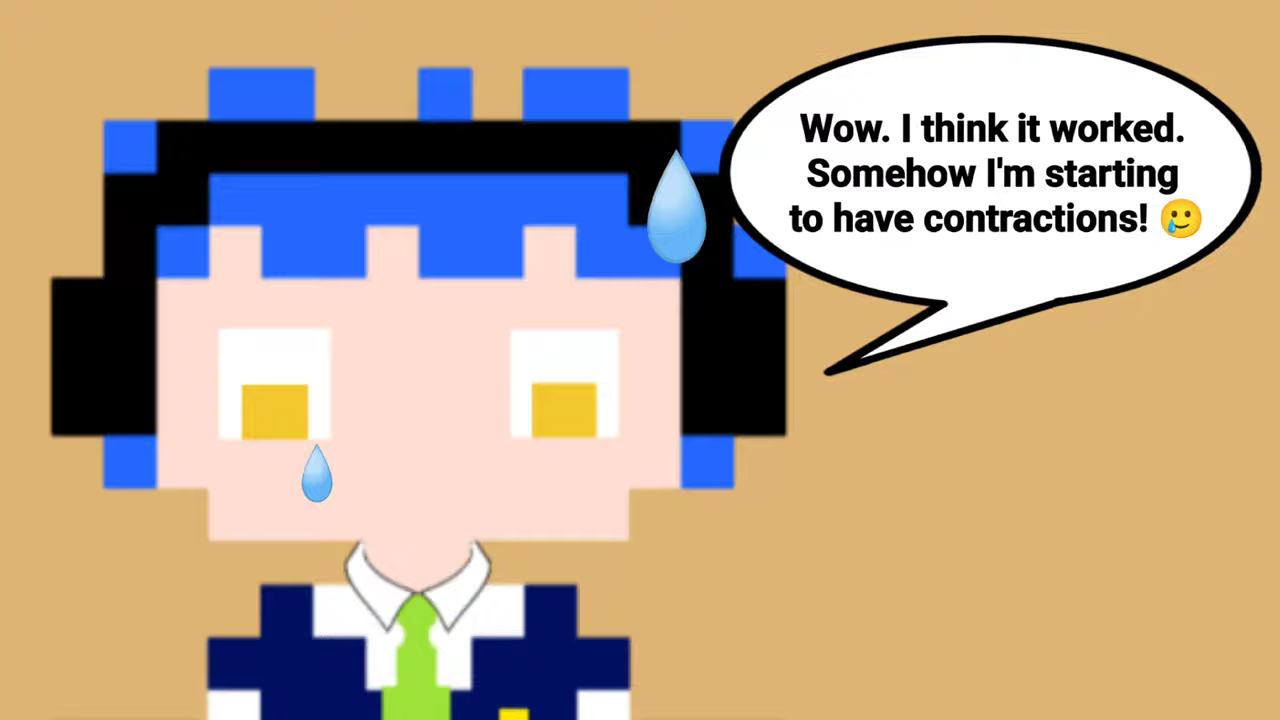 Wow. I think it worked.
Somehow I'm starting
to have contractions! 🥲